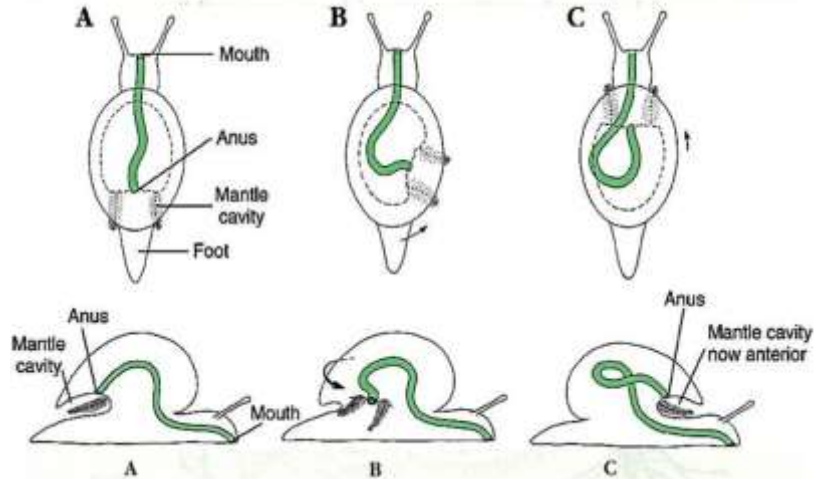 A
B
C
Mouth
Anus
Mantle
cavity
Foot
Anus
Mantle
cavity
Mouth
Anus
Mantle cavity
now anterior
A
B
C